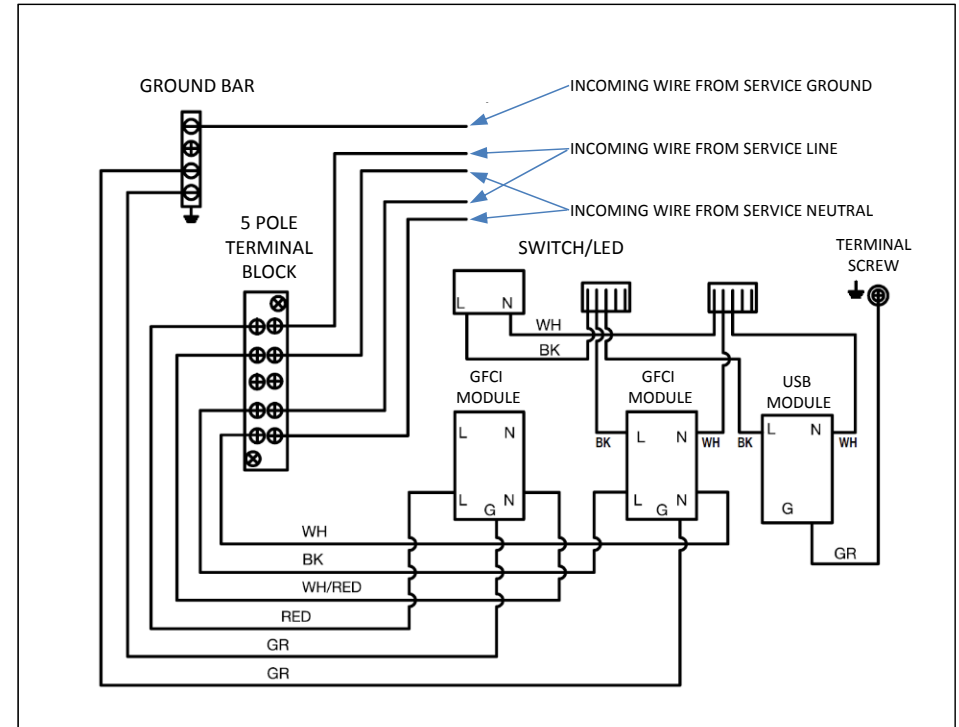 GROUND BAR
INCOMING WIRE FROM SERVICE GROUND
INCOMING WIRE FROM SERVICE LINE
INCOMING WIRE FROM SERVICE NEUTRAL
5 POLE
TERMINAL
BLOCK
SWITCH/LED
TERMINAL
SCREW
L N
WH
BK
GFCI
MODULE
GFCI
MODULE
USB
MODULE
L N
BK
L N
WH
BK
L N
WH
L G N
L G N
G
GR
WH
BK
WH/RED
RED
GR
GR